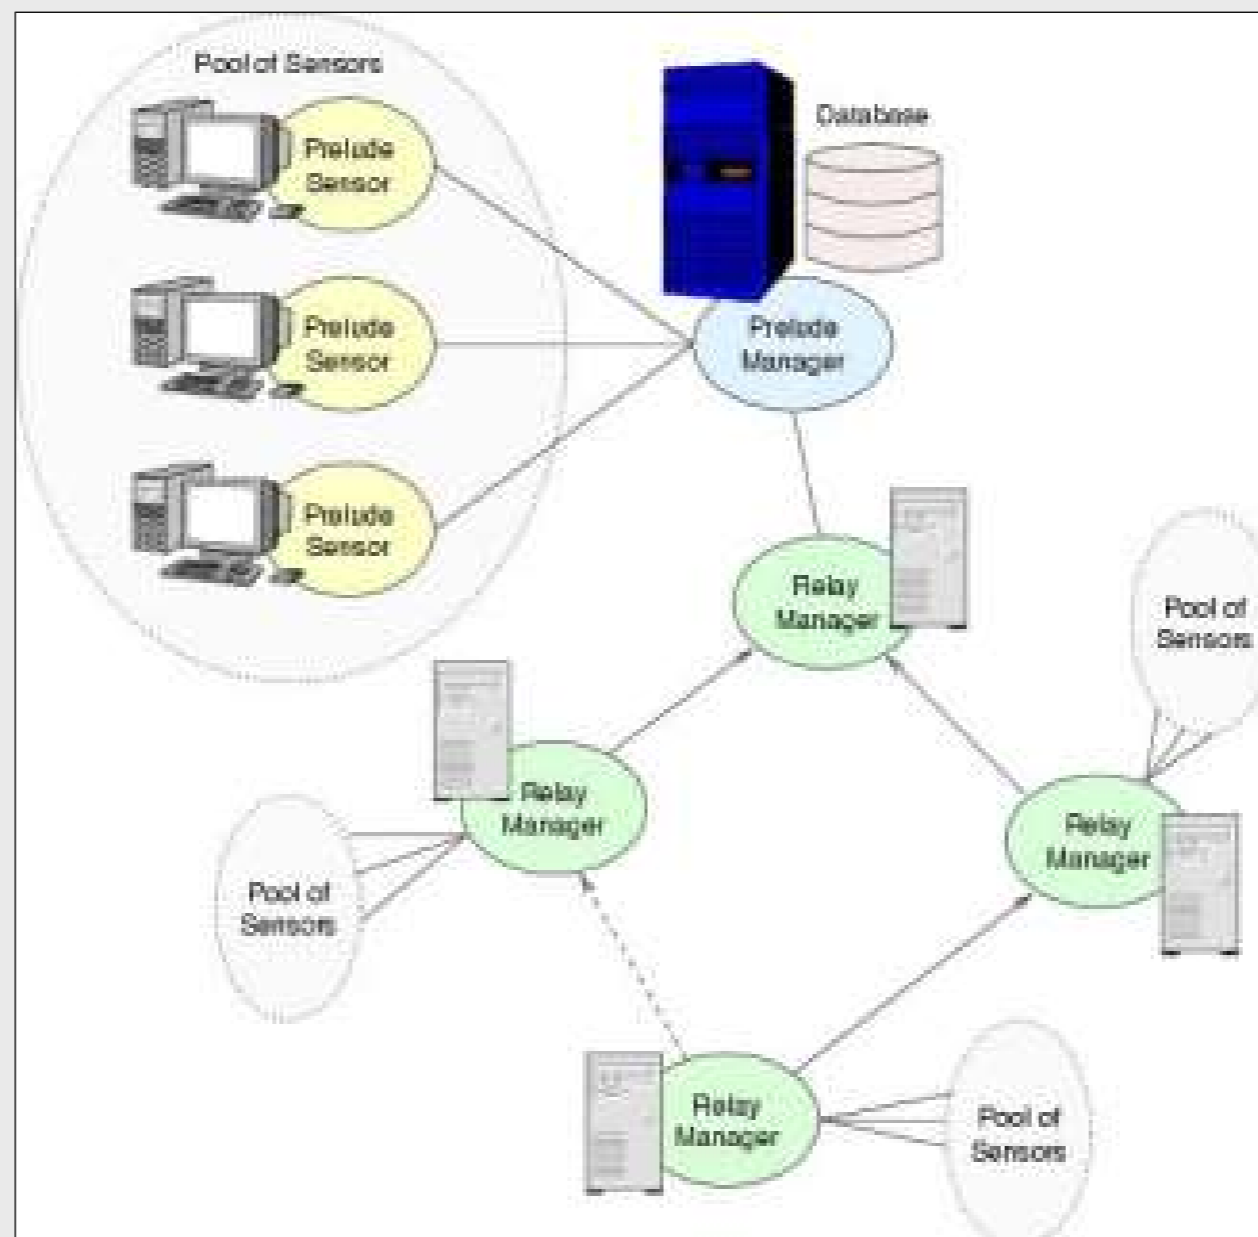 Pool of Sensors
Database
Prelude
Sensor
Prelude
Sensor
Prelude
Manager
Prelude
Sensor
Relay
Manager
Pool of
Sensors
Relay
Manager
Relay
Manager
Pool of
Sensors
Relay
Manager
Pool of
Sensors